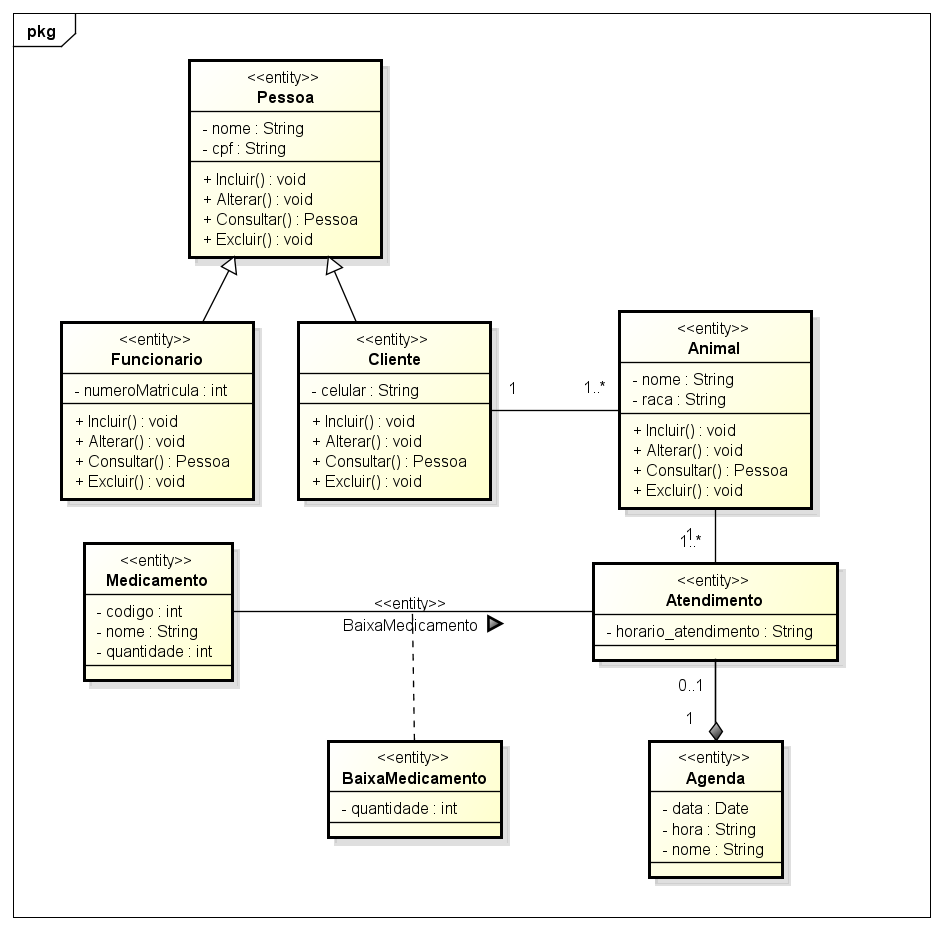 pkg
<<entity>>
Pessoa
- nome : String
- cpf : String
+ Incluir() : void
+ Alterar() : void
+ Consultar() : Pessoa
+ Excluir() : void
<<entity>>
Funcionario
- numeroMatricula : int
+ Incluir() : void
+ Alterar() : void
+ Consultar() : Pessoa
+ Excluir() : void
<<entity>>
Cliente
- celular : String
+ Incluir() : void
+ Alterar() : void
+ Consultar() : Pessoa
+ Excluir() : void
1
1..*
<<entity>>
Animal
- nome : String
- raca : String
+ Incluir() : void
+ Alterar() : void
+ Consultar() : Pessoa
+ Excluir() : void
1
1..*
<<entity>>
Medicamento
- codigo : int
- nome : String
- quantidade : int
<<entity>>
BaixaMedicamento
<<entity>>
Atendimento
- horario_atendimento : String
0..1
1
<<entity>>
BaixaMedicamento
- quantidade : int
<<entity>>
Agenda
- data : Date
- hora : String
- nome : String